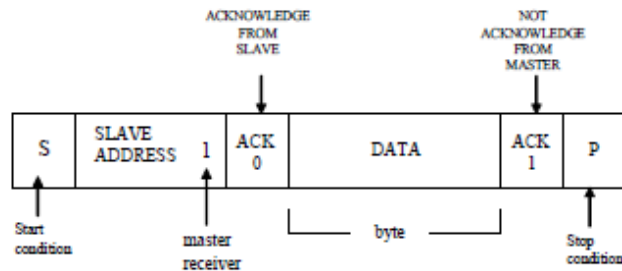 ACKNOWLEDGE
FROM
SLAVE
NOT
ACKNOWLEDGE
FROM
MASTER
S
SLAVE
ADDRESS 1
ACK
0
DATA
ACK
1
P
Start
condition
master
receiver
byte
Stop
condition